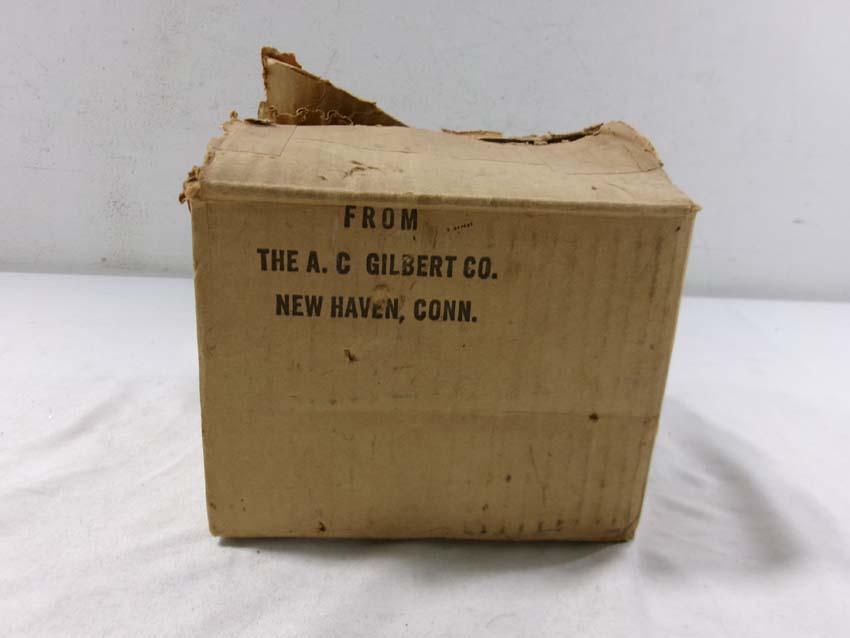 FROM
THE A. C GILBERT CO.
NEW HAVEN, CONN.